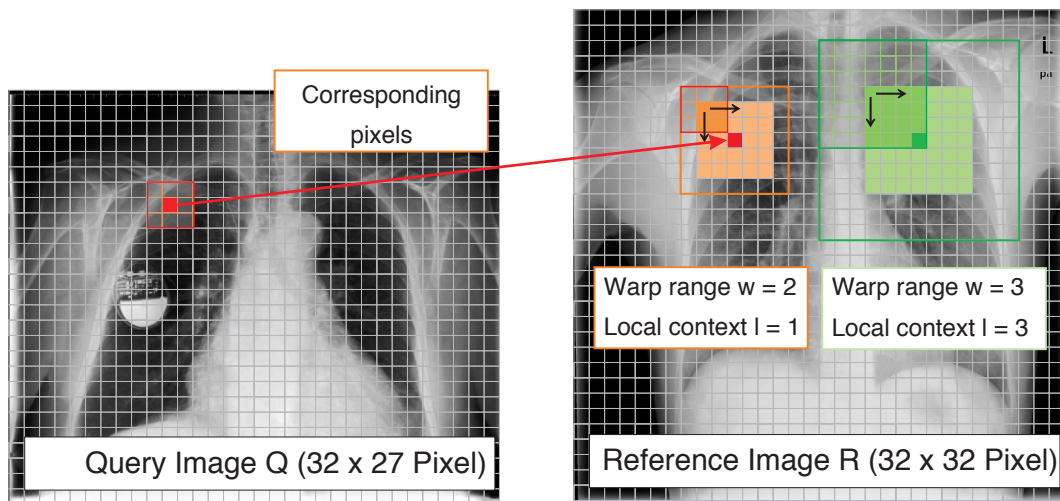 Corresponding
pixels
L
pa
Warp range w = 2
Local context l = 1
Warp range w = 3
Local context l = 3
Query Image Q (32 x 27 Pixel)
Reference Image R (32 x 32 Pixel)